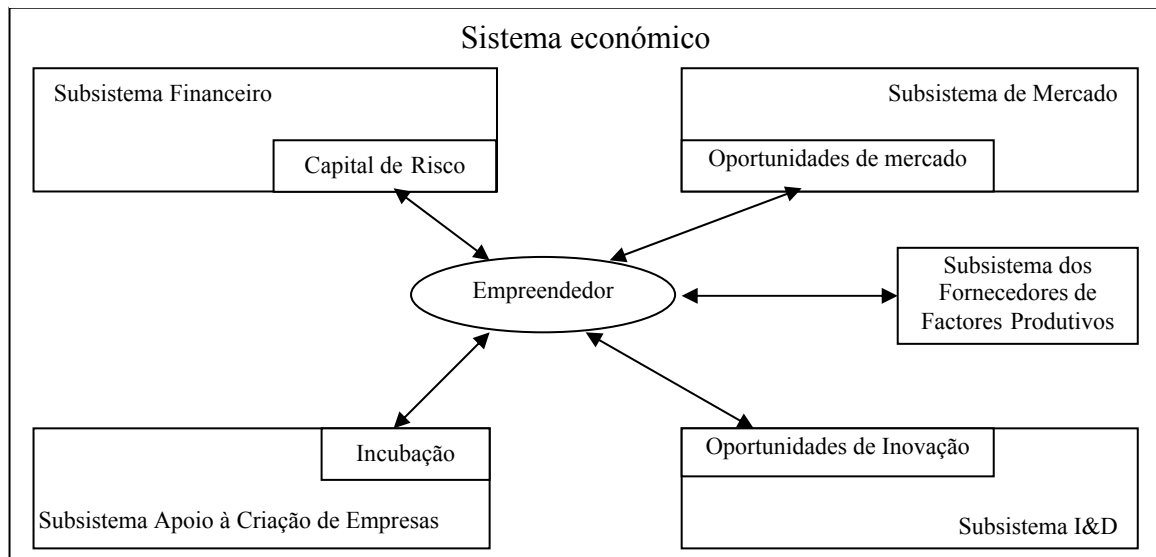 Sistema económico
Subsistema Financeiro
Subsistema de Mercado
Capital de Risco
Oportunidades de mercado
Empreendedor
Subsistema dos
Fornecedores de
Factores Produtivos
Incubação
Oportunidades de Inovação
Subsistema Apoio à Criação de Empresas
Subsistema I&D